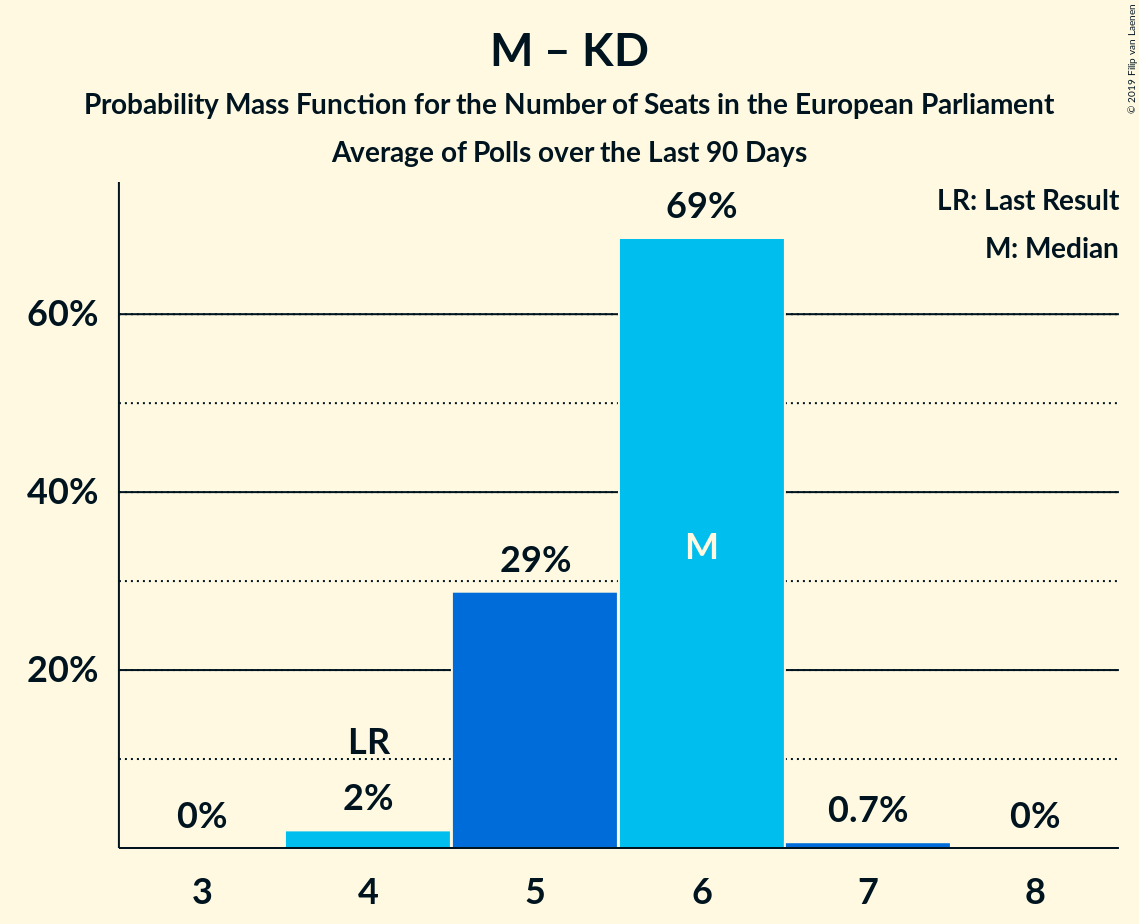 M – KD
Probability Mass Function for the Number of Seats in the European Parliament
Average of Polls over the Last 90 Days
© 2019 Filip van Laenen
LR: Last Result
M: Median
69%
60%
40%
M
29%
20%
LR
2%
0%
0.7%
0%
3 4 5 6 7 8